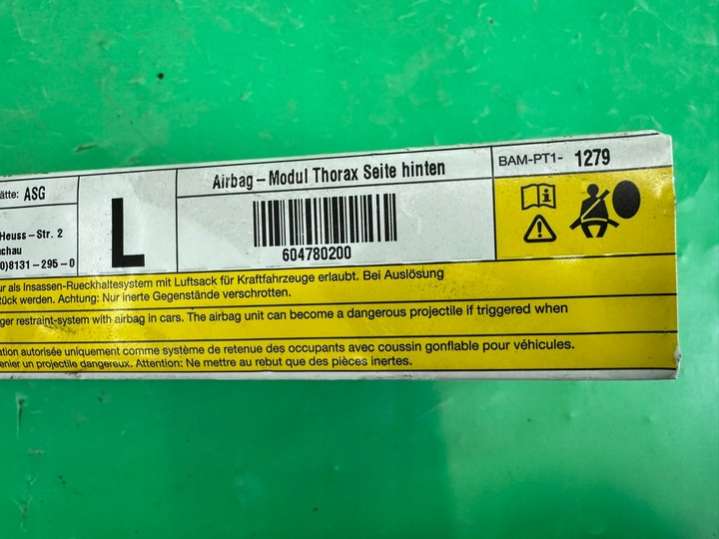 ätte: ASG
Heuss-Str. 2
chau
0)8131-295-0
L
Airbag-Modul Thorax Seite hinten
604780200
BAM-PT1- 1279
ur als Insassen-Rueckhaltesystem mit Luftsack für Kraftfahrzeuge erlaubt. Bei Auslösung
tück werden. Achtung: Nur inerte Gegenstände verschrotten.
ger restraint-system with airbag in cars. The airbag unit can become a dangerous projectile if triggered when
ation autorisée uniquement comme système de retenue des occupants avec coussin gonflable pour véhicules.
enir un projectile dangereux. Attention: Ne mettre au rebut que des pièces inertes.